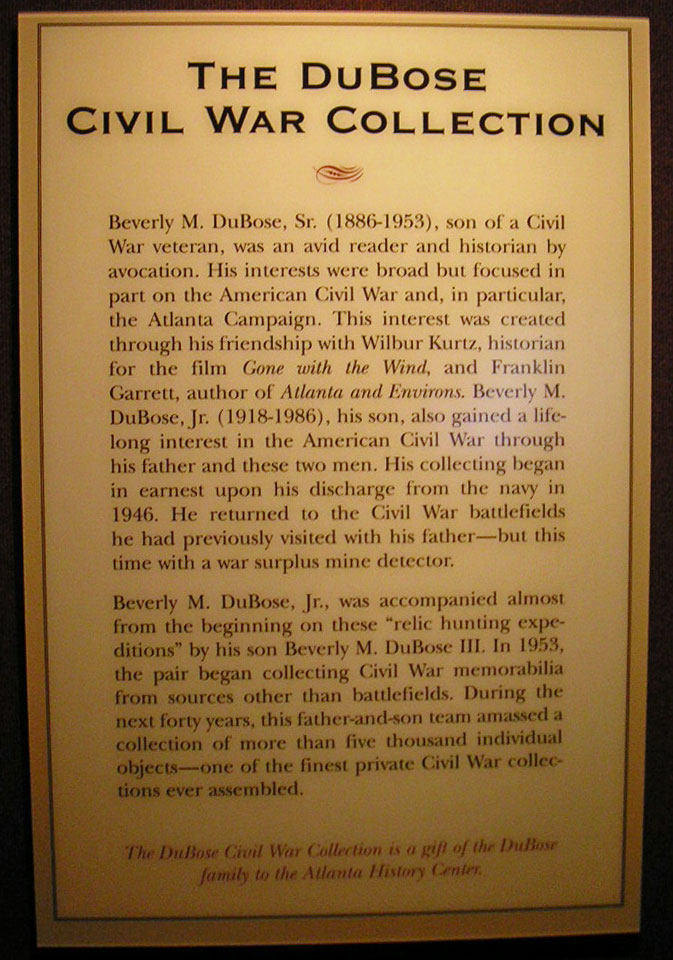 THE DUBOSE
CIVIL WAR COLLECTION
Beverly M. DuBose, Sr. (1886-1953), son of a Civil
War veteran, was an avid reader and historian by
avocation. His interests were broad but focused in
part on the American Civil War and, in particular,
the Atlanta Campaign. This interest was created
through his friendship with Wilbur Kurtz, historian
for the film Gone with the Wind, and Franklin
Garrett, author of Atlanta and Environs. Beverly M.
DuBose, Jr. (1918-1986), his son, also gained a life-
long interest in the American Civil War through
his father and these two men. His collecting began
in earnest upon his discharge from the navy in
1946. He returned to the Civil War battlefields
he had previously visited with his father—but this
time with a war surplus mine detector.
Beverly M. DuBose, Jr., was accompanied almost
from the beginning on these “relic hunting expe-
ditions” by his son Beverly M. DuBose III. In 1953,
the pair began collecting Civil War memorabilia
from sources other than battlefields. During the
next forty years, this father-and-son team amassed a
collection of more than five thousand individual
objects—one of the finest private Civil War collec-
tions ever assembled.
The DuBose Civil War Collection is a gift of the DuBose
family to the Atlanta History Center.